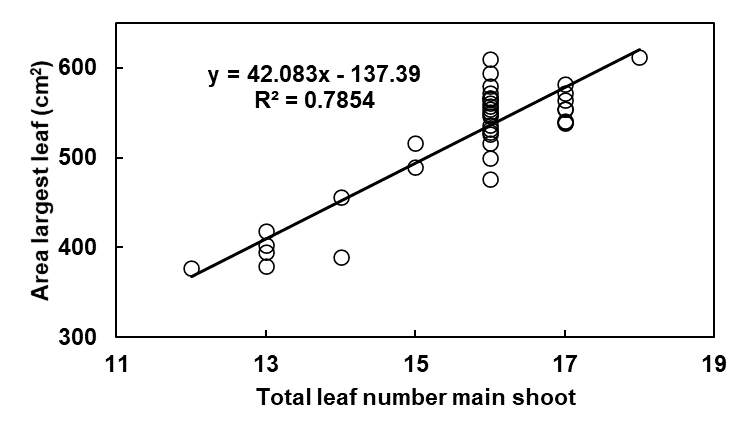 y = 42.083x - 137.39
R² = 0.7854
Area largest leaf (cm²)
600
500
400
300
11 13 15 17 19
Total leaf number main shoot